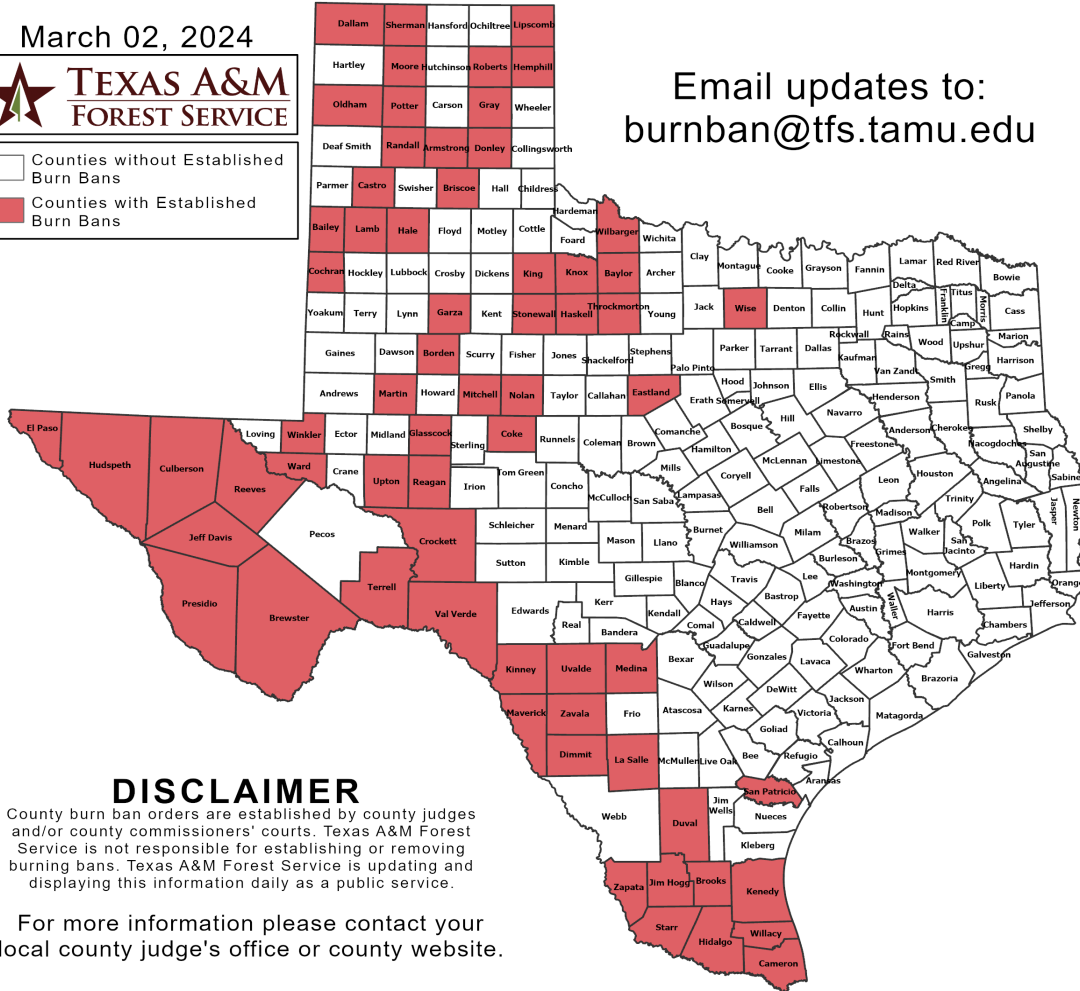 March 02, 2024
TEXAS A&M
FOREST SERVICE
Counties without Established
Burn Bans
Counties with Established
Burn Bans
Email updates to:
burnban@tfs.tamu.edu
Dallam Sherman Hansford Ochiltree Lipscomb
Hartley Moore Hutchinson Roberts Hemphill
Oldham Potter Carson Gray Wheeler
Deaf Smith Randall Armstrong Donley Collingsworth
Parmer Castro Swisher Briscoe Hall Childress
Hardeman
Bailey Lamb Hale Floyd Motley Cottle Foard Wilbarger Wichita
Clay Montague Cooke Grayson Fannin Lamar Red River Bowie
Cochran Hockley Lubbock Crosby Dickens King Knox Baylor Archer
Delta Titus Franklin Morris Cass
Yoakum Terry Lynn Garza Kent Stonewall Haskell Throckmorton Young Jack Wise Denton Collin Hunt Hopkins
Camp
Rockwall Rains Wood Upshur Marion
Gaines Dawson Borden Scurry Fisher Jones Shackelford Stephens Palo Pinto Parker Tarrant Dallas Kaufman Van Zandt Gregg Harrison
Andrews Martin Howard Mitchell Nolan Taylor Callahan Eastland Erath Hood Somervell Johnson Ellis Henderson Smith Rusk Panola
El Paso Loving Winkler Ector Midland Glasscock Sterling Coke Runnels Coleman Brown Comanche Bosque Hill Navarro Anderson Cherokee Shelby
Hudspeth Culberson Reeves Ward Crane Upton Reagan Irion Tom Green Concho McCulloch San Saba Mills Hamilton McLennan Limestone Freestone Nacogdoches
San
Augustine
Sabine
Lampasas Coryell Falls Leon Houston Angelina
Jeff Davis Pecos Crockett Schleicher Menard Mason Llano Burnet Bell Robertson Madison Trinity Polk Tyler Jasper Newton
Milam Brazos Grimes Walker
San
Jacinto
Sutton Kimble Williamson Burleson Montgomery Hardin
Presidio Brewster Terrell Val Verde Edwards Gillespie Blanco Travis Lee Washington Liberty Orange
Real Kerr Kendall Hays Bastrop Fayette Austin Waller Harris Jefferson
Bandera Comal Caldwell Chambers
Guadalupe Colorado Fort Bend Galveston
Kinney Uvalde Medina Bexar Gonzales Lavaca Wharton Brazoria
Wilson DeWitt Jackson
Maverick Zavala Frio Atascosa Karnes Victoria Matagorda
Goliad Calhoun
Dimmit La Salle McMullen Live Oak Bee Refugio
Aransas
San Patricio
Webb Duval
Jim
Wells
Nueces
Kleberg
Zapata Jim Hogg Brooks Kenedy
Starr Hidalgo Willacy
Cameron
DISCLAIMER
County burn ban orders are established by county judges
and/or county commissioners' courts. Texas A&M Forest
Service is not responsible for establishing or removing
burning bans. Texas A&M Forest Service is updating and
displaying this information daily as a public service.
For more information please contact your
local county judge's office or county website.